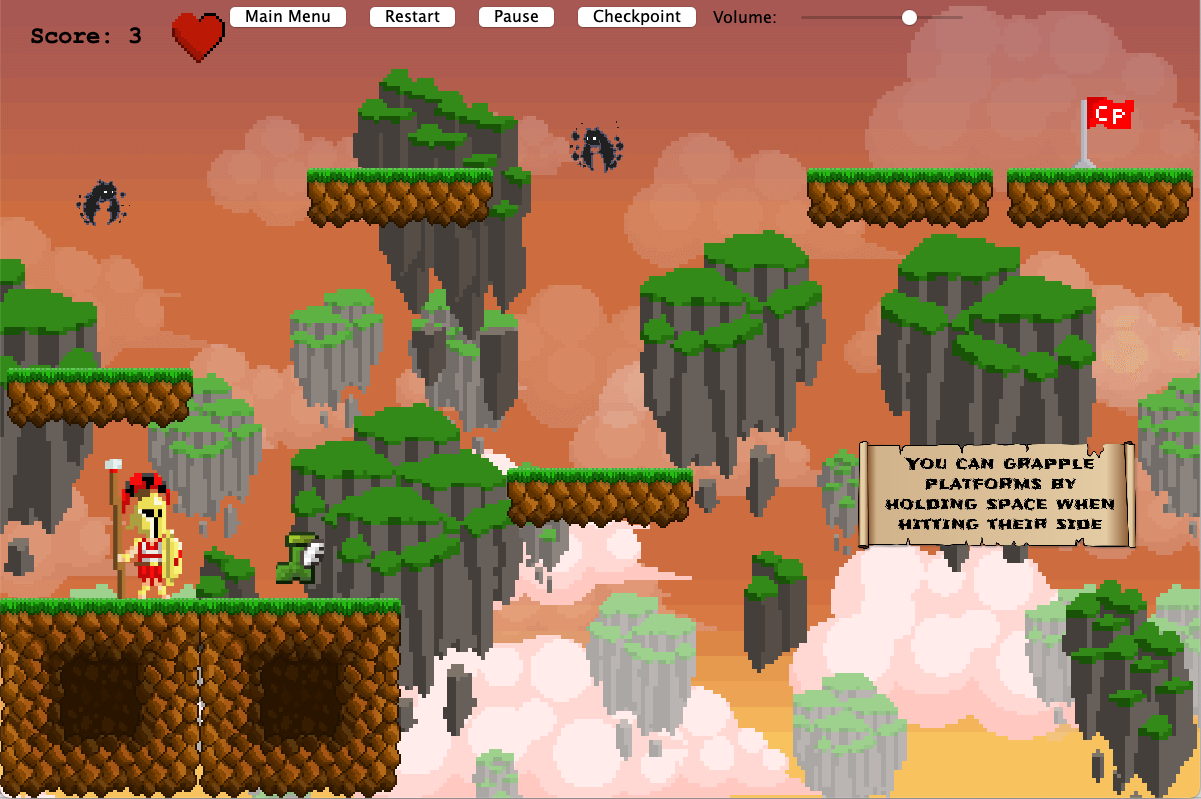 Main Menu Restart Pause Checkpoint Volume:
Score: 3
CP
YOU CAN GRAPPLE
PLATFORMS BY
HOLDING SPACE WHEN
HITTING THEIR SIDE